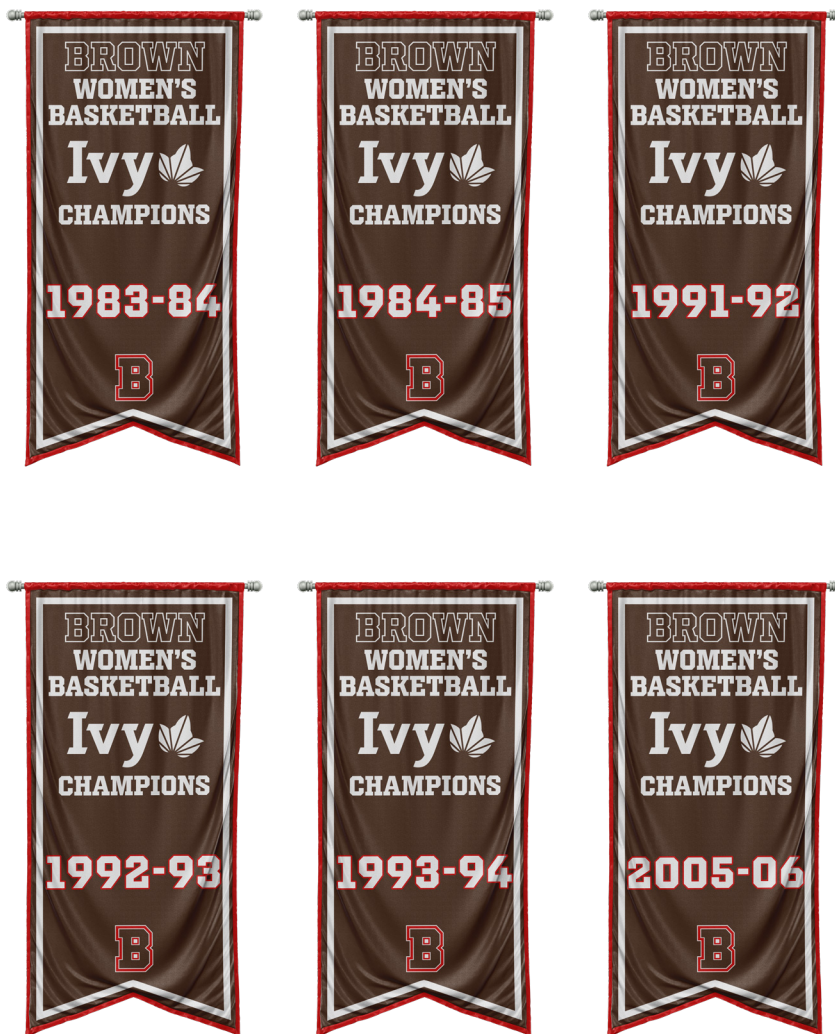 BROWN
WOMEN'S
BASKETBALL
Ivy
CHAMPIONS
1983-84
B
BROWN
WOMEN'S
BASKETBALL
Ivy
CHAMPIONS
1984-85
B
BROWN
WOMEN'S
BASKETBALL
Ivy
CHAMPIONS
1991-92
B
BROWN
WOMEN'S
BASKETBALL
Ivy
CHAMPIONS
1992-93
B
BROWN
WOMEN'S
BASKETBALL
Ivy
CHAMPIONS
1993-94
B
BROWN
WOMEN'S
BASKETBALL
Ivy
CHAMPIONS
2005-06
B